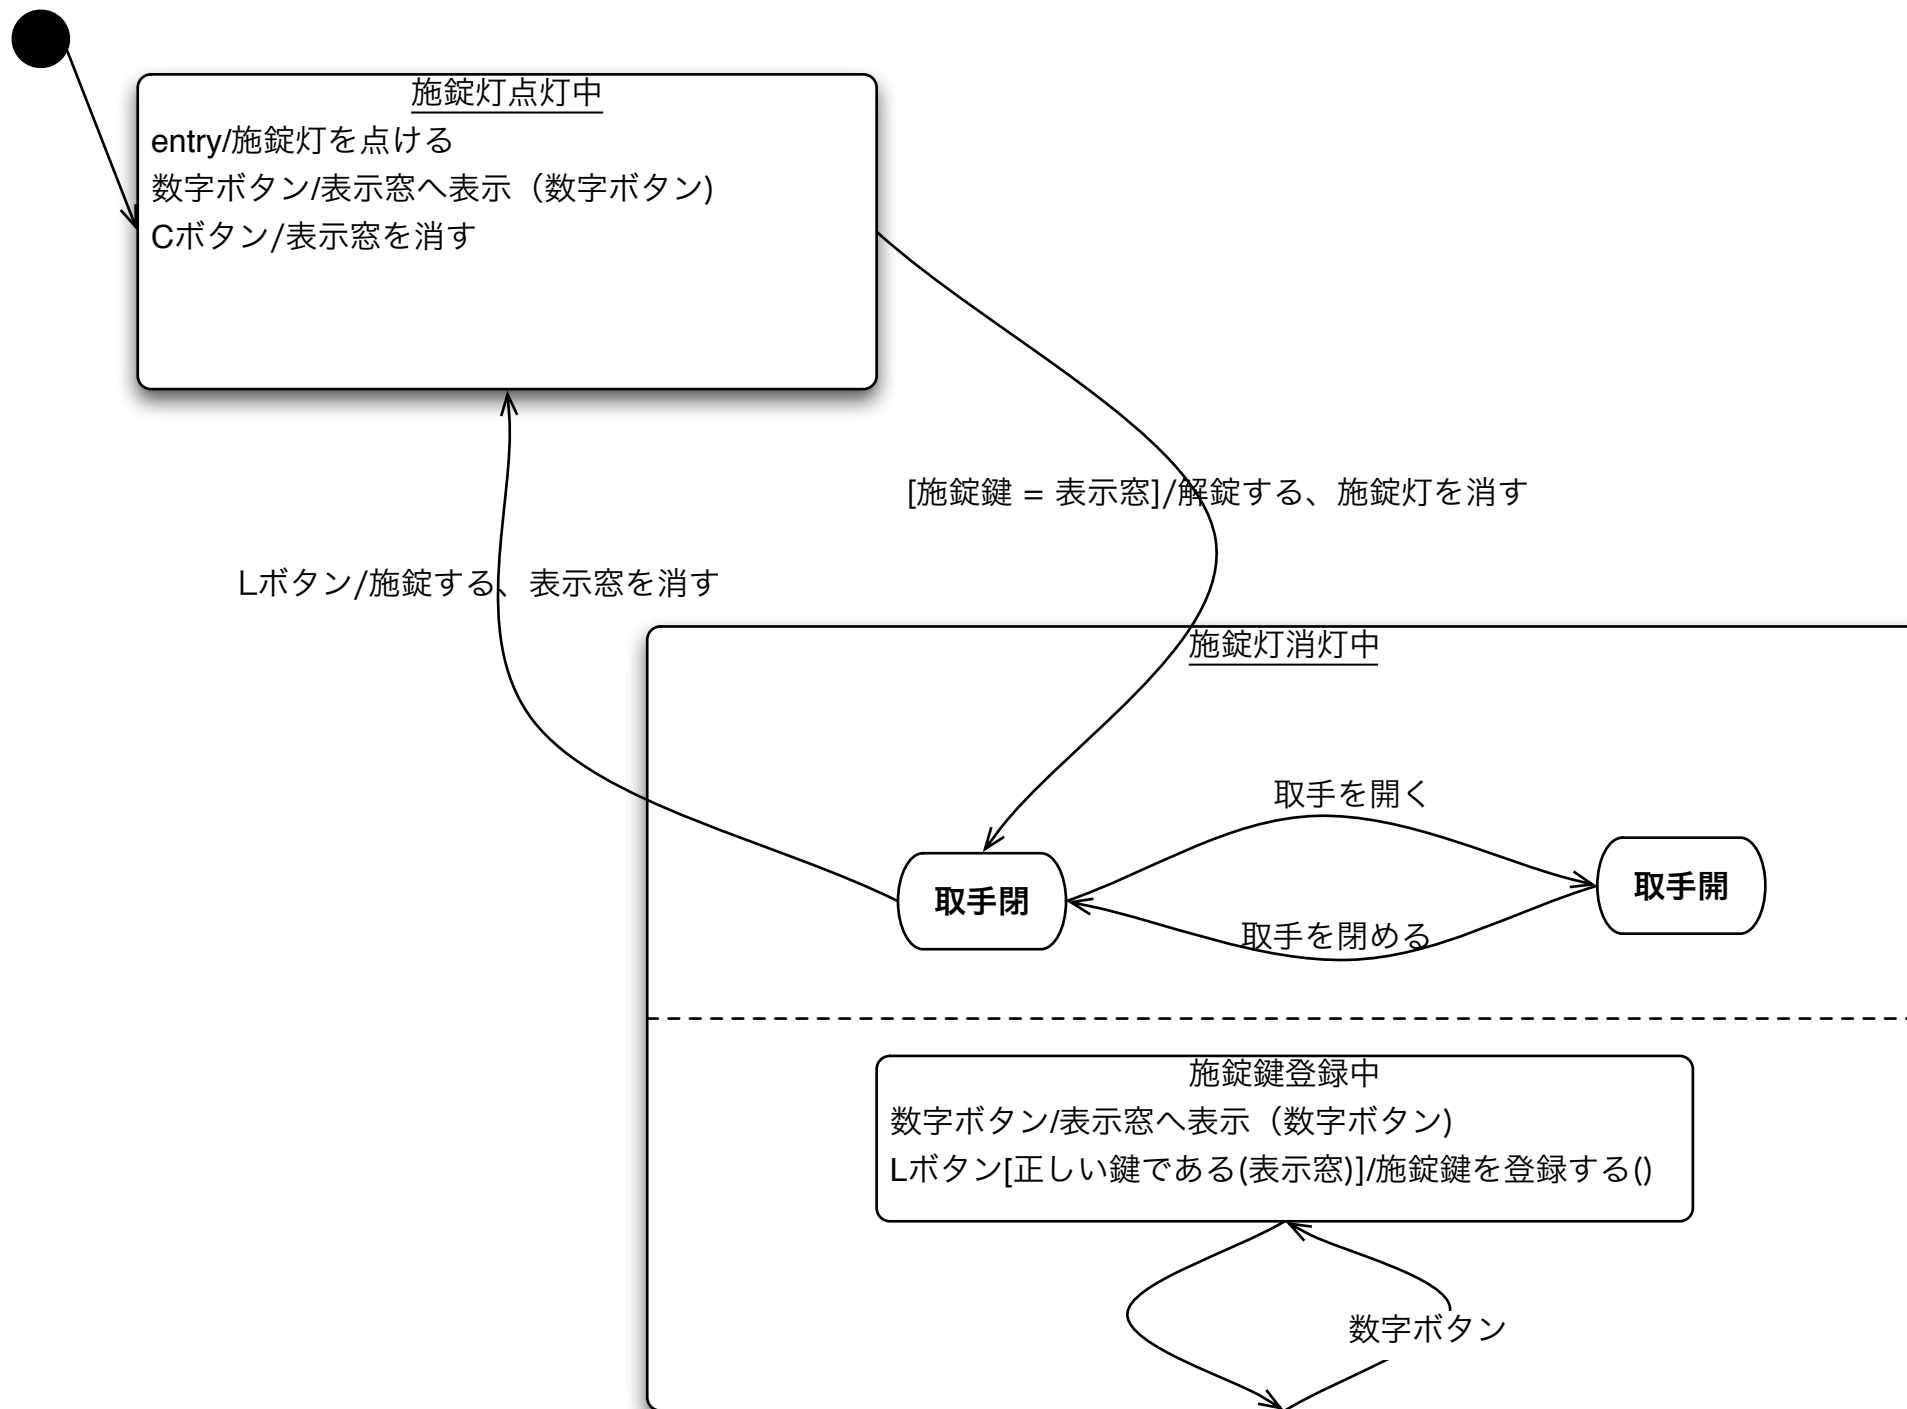 施錠灯点灯中
entry/施錠灯を点ける
数字ボタン/表示窓へ表示（数字ボタン)
Cボタン/表示窓を消す
[施錠鍵 = 表示窓]/解錠する、施錠灯を消す
Lボタン/施錠する、表示窓を消す
施錠灯消灯中
取手を開く
取手閉
取手開
取手を閉める
施錠鍵登録中
数字ボタン/表示窓へ表示（数字ボタン)
Lボタン[正しい鍵である(表示窓)]/施錠鍵を登録する()
数字ボタン